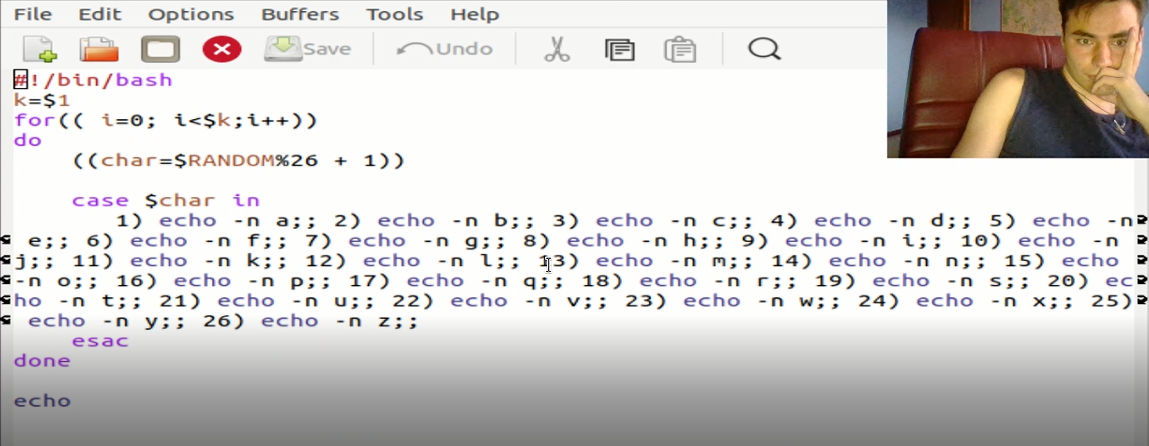 File Edit Options Buffers Tools Help
Save Undo
#!/bin/bash
k=$1
for(( i=0; i<$k;i++))
do
((char=$RANDOM%26 + 1))
case $char in
1) echo -n a;; 2) echo -n b;; 3) echo -n c;; 4) echo -n d;; 5) echo -n
e;; 6) echo -n f;; 7) echo -n g;; 8) echo -n h;; 9) echo -n i;; 10) echo -n
j;; 11) echo -n k;; 12) echo -n l;; 13) echo -n m;; 14) echo -n n;; 15) echo
-n o;; 16) echo -n p;; 17) echo -n q;; 18) echo -n r;; 19) echo -n s;; 20) ec
ho -n t;; 21) echo -n u;; 22) echo -n v;; 23) echo -n w;; 24) echo -n x;; 25)
echo -n y;; 26) echo -n z;;
esac
done
echo